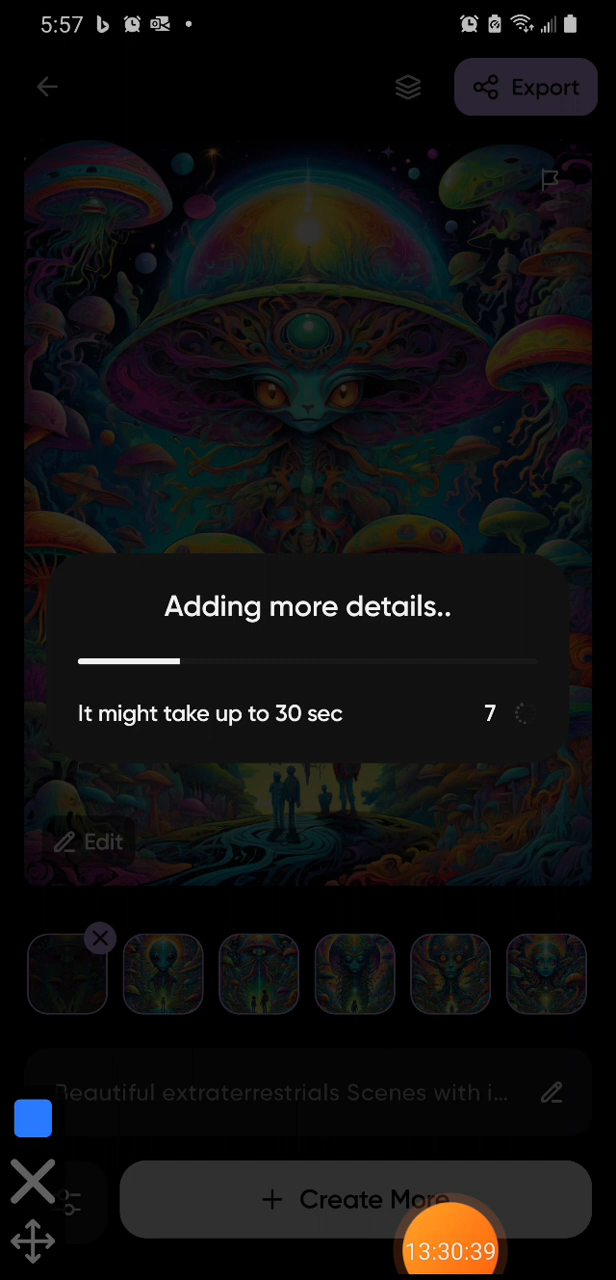 5:57
Export
Adding more details..
It might take up to 30 sec
7
Edit
Beautiful extraterrestrials Scenes with i...
+ Create More
13:30:39